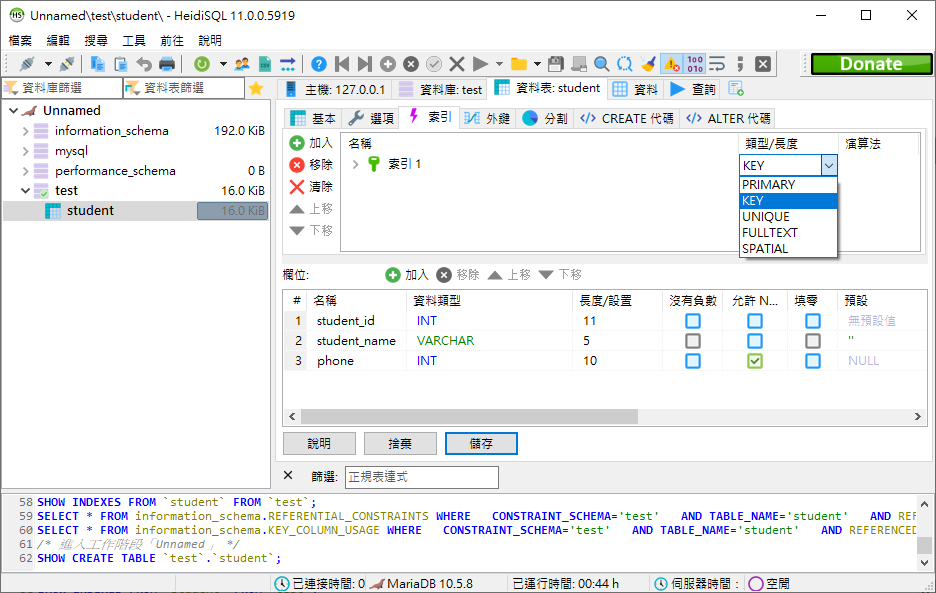 Unnamed\test\student\ - HeidiSQL 11.0.0.5919
檔案 編輯 搜尋 工具 前往 說明
Donate
資料庫篩選 資料表篩選 主機: 127.0.0.1 資料庫: test 資料表: student 資料 查詢
Unnamed
information_schema 192.0 KiB
mysql
performance_schema 0 B
test 16.0 KiB
student 16.0 KiB
基本 選項 索引 外鍵 分割 CREATE 代碼 ALTER 代碼
加入
移除
清除
上移
下移
名稱 類型/長度 演算法
索引 1 KEY
PRIMARY
KEY
UNIQUE
FULLTEXT
SPATIAL
欄位: 加入 移除 上移 下移
# 名稱 資料類型 長度/設置 沒有負數 允許 N... 填零 預設
1 student_id INT 11 無預設值
2 student_name VARCHAR 5 ''
3 phone INT 10 NULL
說明 捨棄 儲存
篩選: 正規表達式
58 SHOW INDEXES FROM `student` FROM `test`;
59 SELECT * FROM information_schema.REFERENTIAL_CONSTRAINTS WHERE CONSTRAINT_SCHEMA='test' AND TABLE_NAME='student' AND REF
60 SELECT * FROM information_schema.KEY_COLUMN_USAGE WHERE CONSTRAINT_SCHEMA='test' AND TABLE_NAME='student' AND REFERENCED
61 /* 進入工作階段「Unnamed」 */
62 SHOW CREATE TABLE `test`.`student`;
已連接時間: 0 MariaDB 10.5.8 已運行時間: 00:44 h 伺服器時間： 空閒